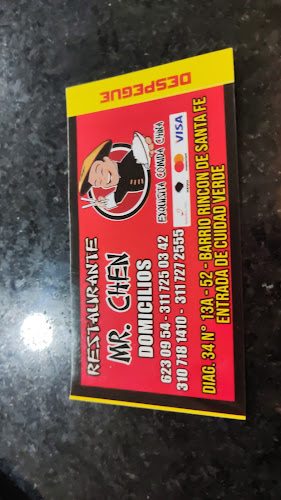 DESPEGUE
RESTAURANTE
MR. CHEN
EXQUISITA COMIDA CHINA
DOMICILIOS
623 09 54 - 311 725 03 42
310 718 1410 - 311 727 2555
VISA
DIAG. 34 N° 13A - 52 - BARRIO RINCON DE SANTA FE
ENTRADA DE CUIDAD VERDE